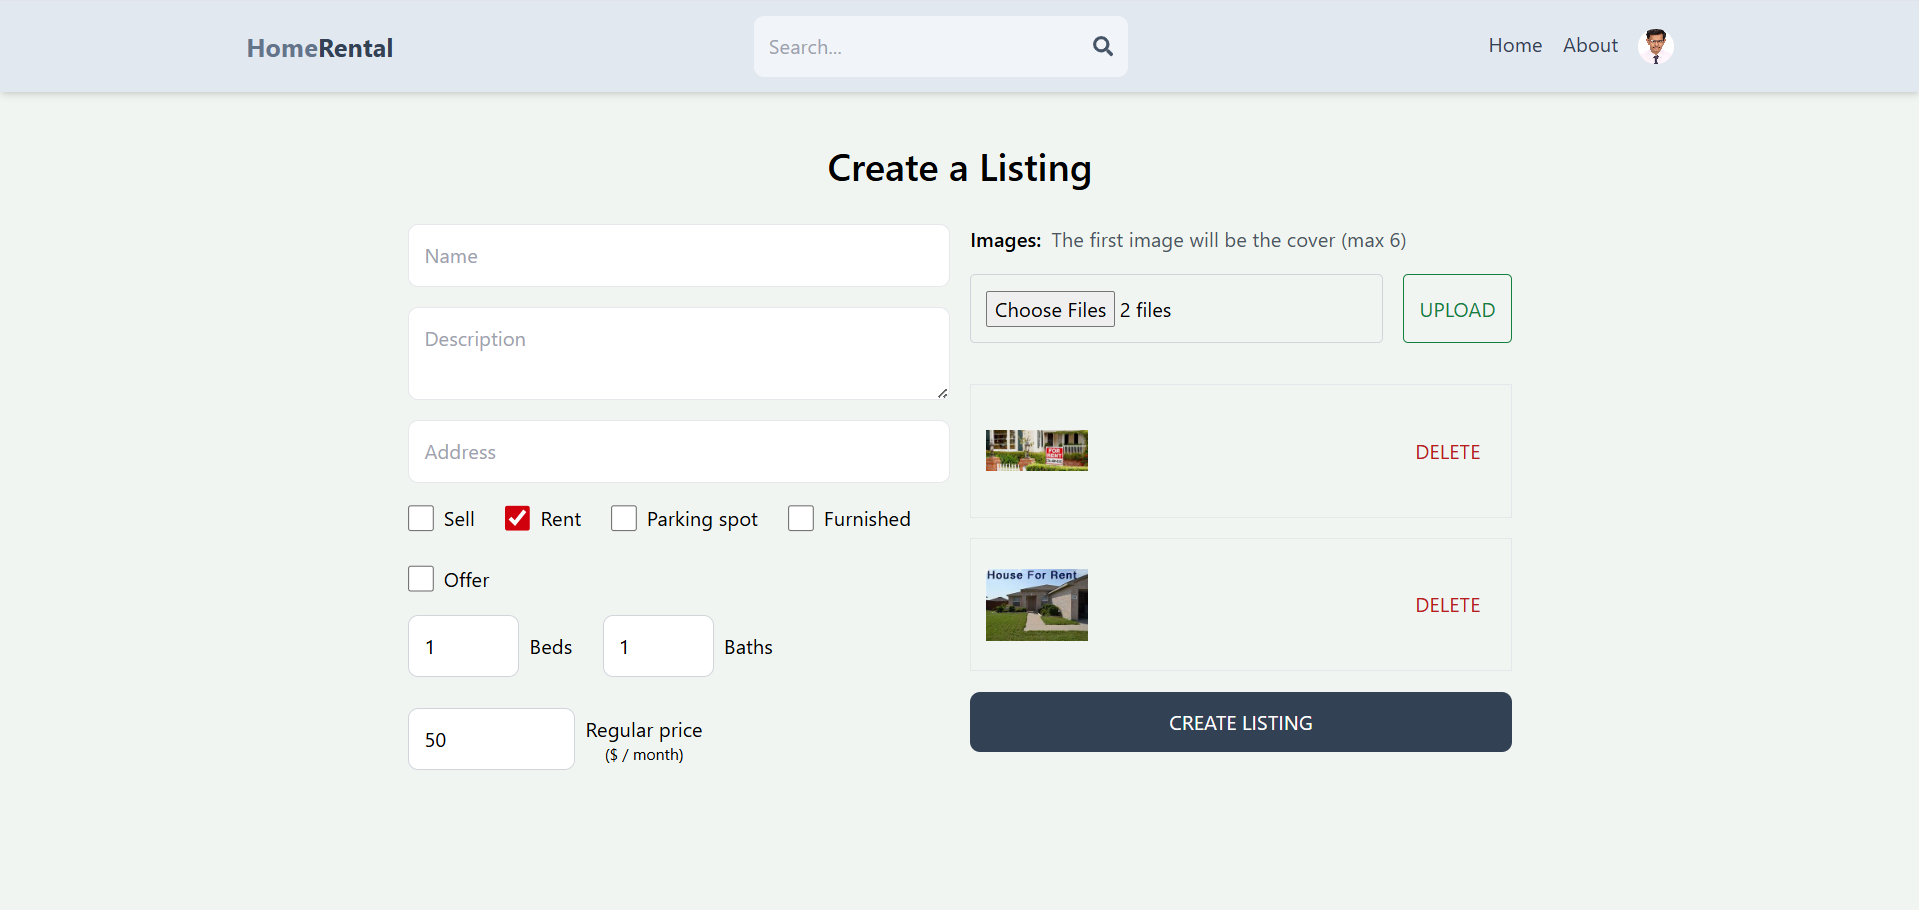 HomeRental
Search...
Home
About
Create a Listing
Name
Description
Address
Sell
Rent
Parking spot
Furnished
Offer
1
Beds
1
Baths
50
Regular price
($ / month)
Images: The first image will be the cover (max 6)
Choose Files 2 files
UPLOAD
FOR
RENT
DELETE
House For Rent
DELETE
CREATE LISTING